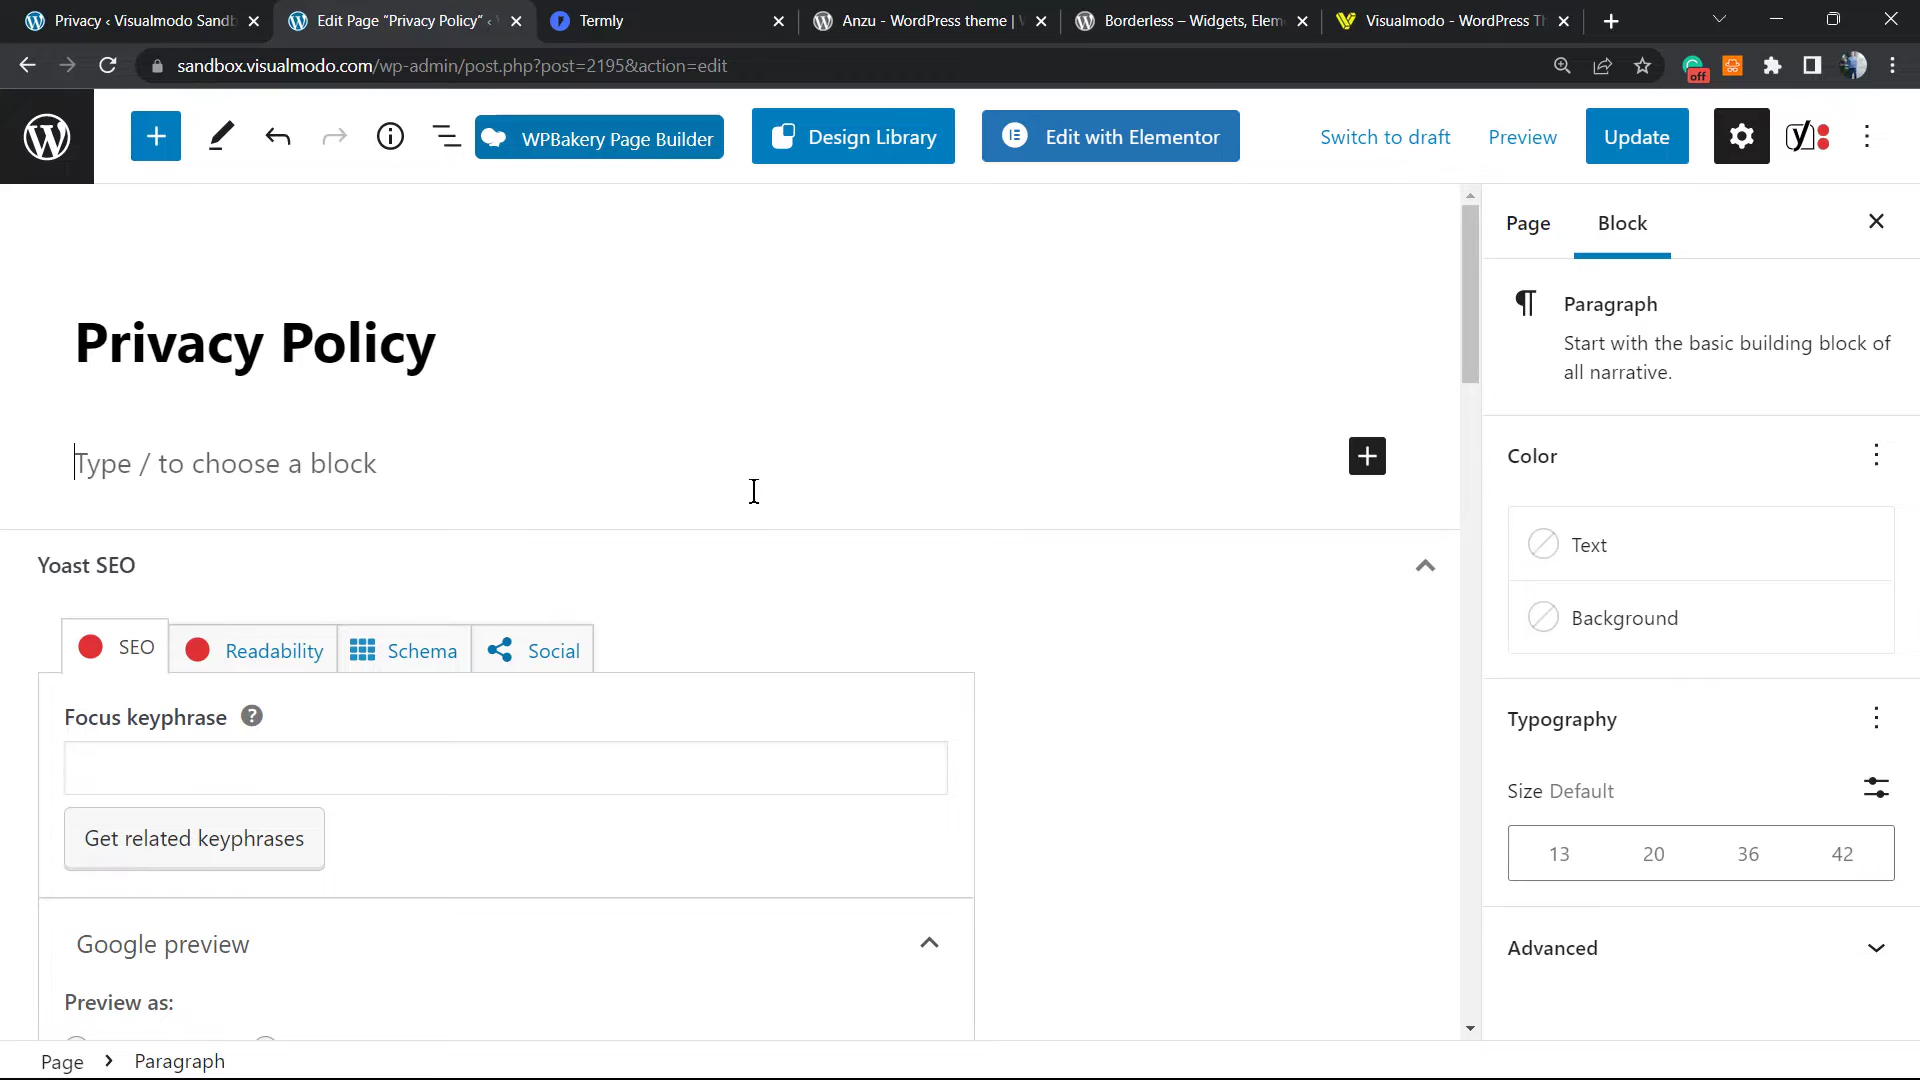 Privacy ‹ Visualmodo Sandb
Edit Page “Privacy Policy” ‹ V
Termly
Anzu - WordPress theme | W
Borderless – Widgets, Elem
Visualmodo - WordPress Th
sandbox.visualmodo.com/wp-admin/post.php?post=2195&action=edit
off
WPBakery Page Builder
Design Library
Edit with Elementor
Switch to draft
Preview
Update
Page
Block
Paragraph
Start with the basic building block of
all narrative.
Privacy Policy
Type / to choose a block
Color
Text
Background
Yoast SEO
SEO
Readability
Schema
Social
Focus keyphrase
Get related keyphrases
Typography
Size Default
13 20 36 42
Google preview
Advanced
Preview as:
Page
Paragraph